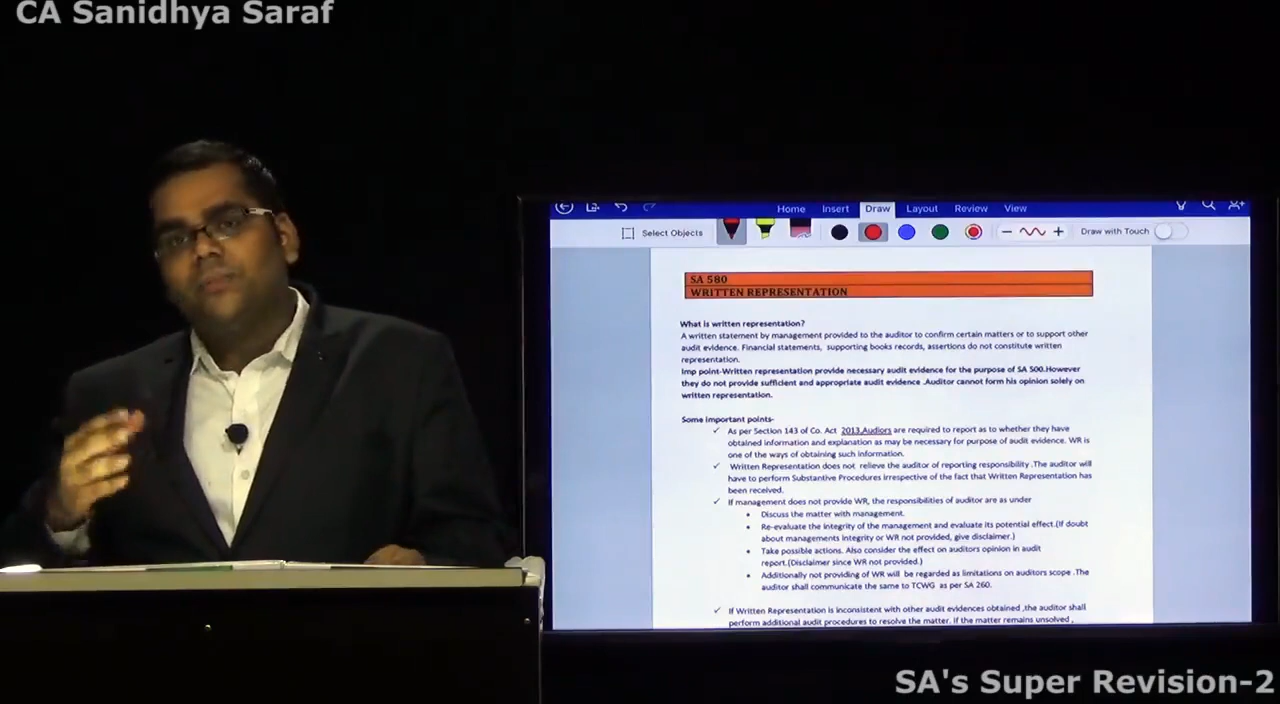 CA Sanidhya Saraf
Home Insert Draw Layout Review View
Select Objects
Draw with Touch
SA 580
WRITTEN REPRESENTATION
What is written representation?
A written statement by management provided to the auditor to confirm certain matters or to support other
audit evidence. Financial statements, supporting books records, assertions do not constitute written
representation.
Imp point-Written representation provide necessary audit evidence for the purpose of SA 500.However
they do not provide sufficient and appropriate audit evidence .Auditor cannot form his opinion solely on
written representation.
Some important points-
✓ As per Section 143 of Co. Act 2013,Audiors are required to report as to whether they have
obtained information and explanation as may be necessary for purpose of audit evidence. WR is
one of the ways of obtaining such information.
✓ Written Representation does not relieve the auditor of reporting responsibility .The auditor will
have to perform Substantive Procedures irrespective of the fact that Written Representation has
been received.
✓ If management does not provide WR, the responsibilities of auditor are as under
• Discuss the matter with management.
• Re-evaluate the integrity of the management and evaluate its potential effect.(If doubt
about managements integrity or WR not provided, give disclaimer.)
• Take possible actions. Also consider the effect on auditors opinion in audit
report.(Disclaimer since WR not provided.)
• Additionally not providing of WR will be regarded as limitations on auditors scope .The
auditor shall communicate the same to TCWG as per SA 260.
✓ If Written Representation is inconsistent with other audit evidences obtained ,the auditor shall
perform additional audit procedures to resolve the matter. If the matter remains unsolved ,
SA's Super Revision-2